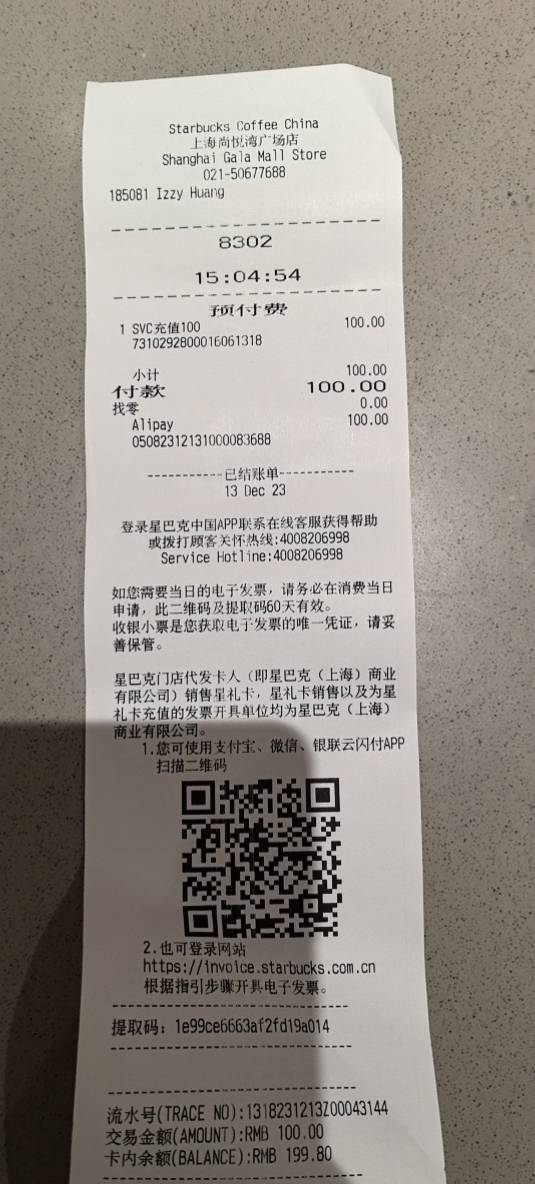 Starbucks Coffee China
上海尚悦湾广场店
Shanghai Gala Mall Store
021-50677688
185081 Izzy Huang
8302
15:04:54
预付费
1 SVC充值100 100.00
7310292800016061318
小计 100.00
付款 100.00
找零 0.00
Alipay 100.00
05082312131000083688
-----------已结账单-----------
13 Dec 23
登录星巴克中国APP联系在线客服获得帮助
或拨打顾客关怀热线:4008206998
Service Hotline:4008206998
如您需要当日的电子发票，请务必在消费当日
申请，此二维码及提取码60天有效。
收银小票是您获取电子发票的唯一凭证，请妥
善保管。
星巴克门店代发卡人（即星巴克（上海）商业
有限公司）销售星礼卡，星礼卡销售以及为星
礼卡充值的发票开具单位均为星巴克（上海）
商业有限公司。
1.您可使用支付宝、微信、银联云闪付APP
扫描二维码
2.也可登录网站
https://invoice.starbucks.com.cn
根据指引步骤开具电子发票。
提取码：1e99ce6663af2fd19a014
流水号(TRACE NO):1318231213Z00043144
交易金额(AMOUNT):RMB 100.00
卡内余额(BALANCE):RMB 199.80